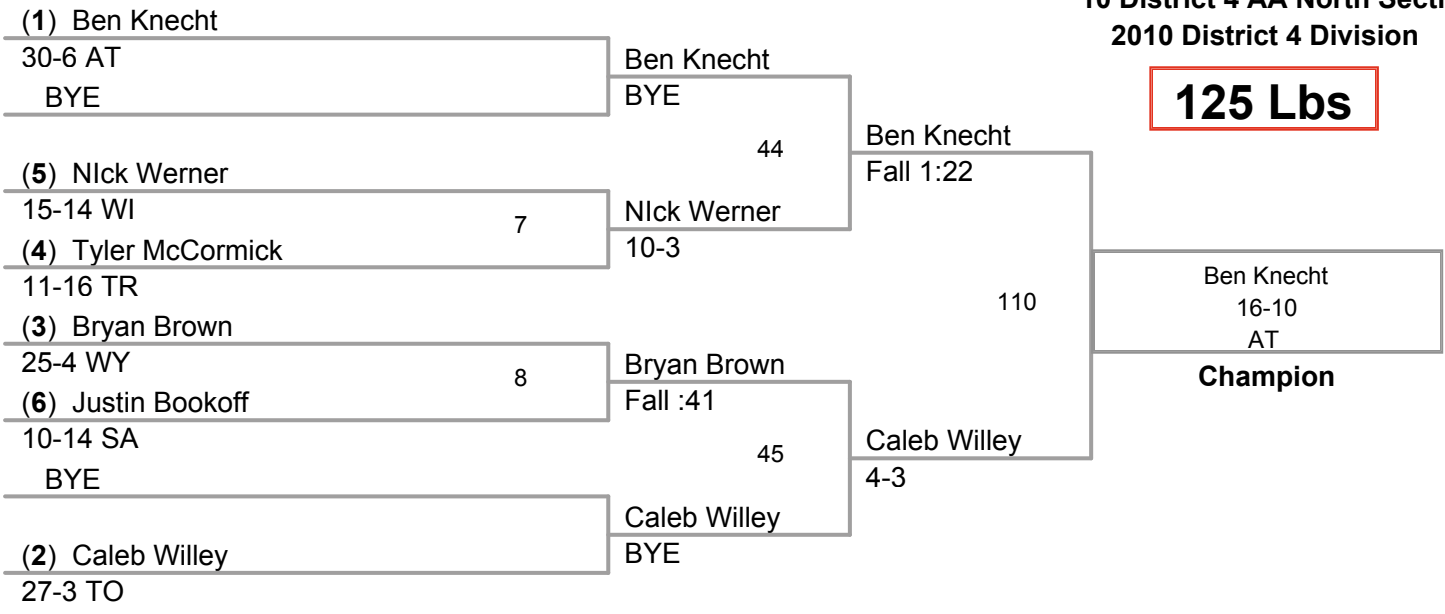 10 District 4 AA North Secti
2010 District 4 Division
125 Lbs
(1) Ben Knecht
30-6 AT
BYE
(5) NIck Werner
15-14 WI
7
(4) Tyler McCormick
11-16 TR
(3) Bryan Brown
25-4 WY
8
(6) Justin Bookoff
10-14 SA
BYE
(2) Caleb Willey
27-3 TO
Ben Knecht
BYE
44
NIck Werner
10-3
Bryan Brown
Fall :41
45
Caleb Willey
BYE
Ben Knecht
Fall 1:22
110
Caleb Willey
4-3
Ben Knecht
16-10
AT
Champion